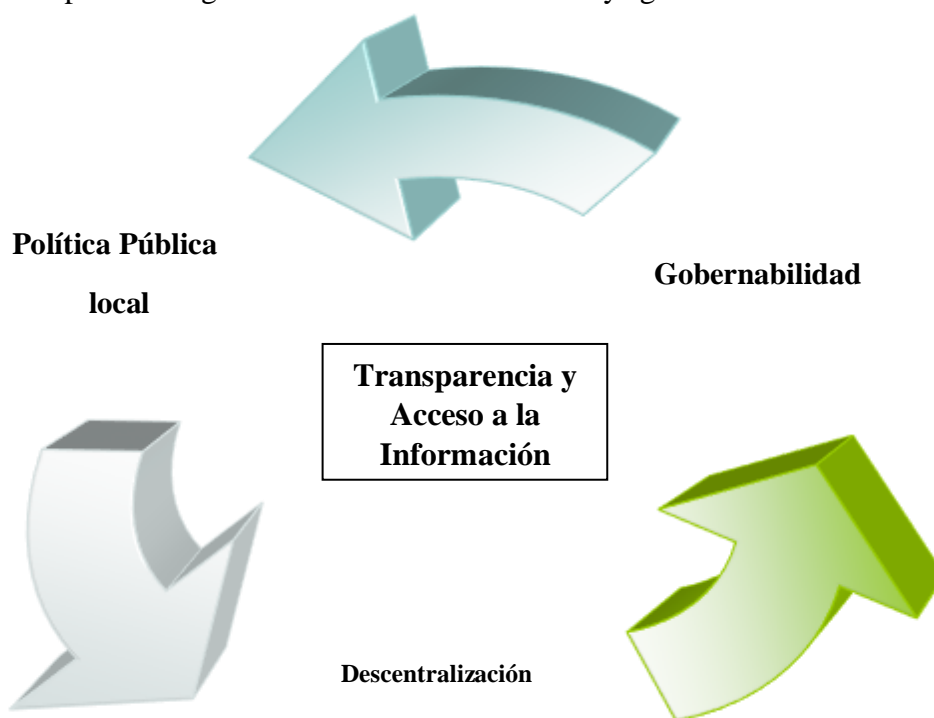 Política Pública
local
Gobernabilidad
Transparencia y
Acceso a la
Información
Descentralización